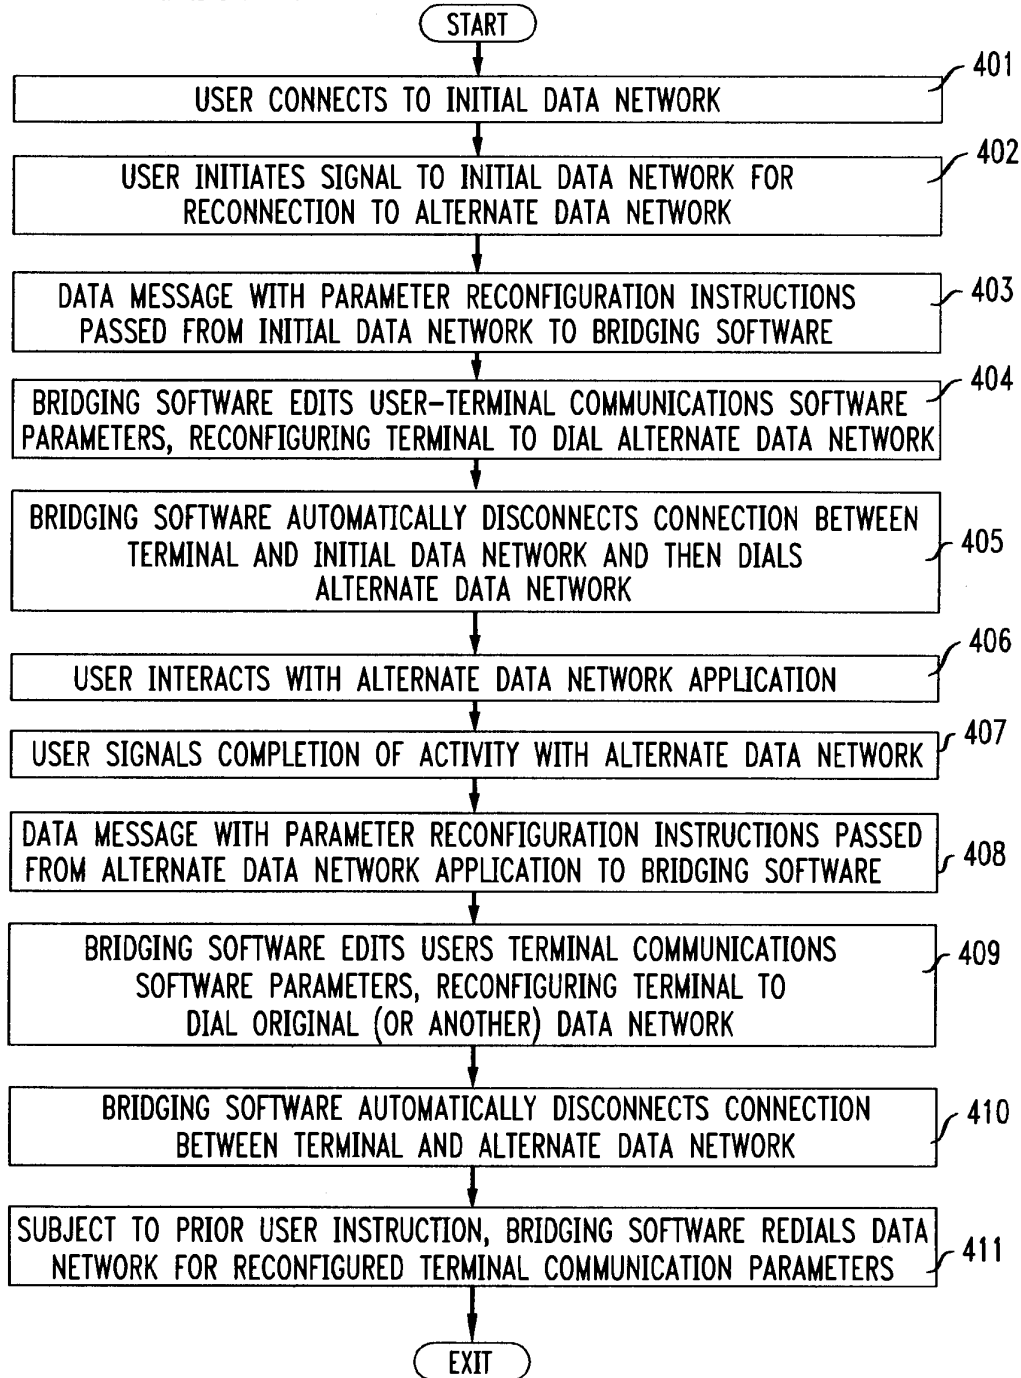 START
401
USER CONNECTS TO INITIAL DATA NETWORK
402
USER INITIATES SIGNAL TO INITIAL DATA NETWORK FOR
RECONNECTION TO ALTERNATE DATA NETWORK
403
DATA MESSAGE WITH PARAMETER RECONFIGURATION INSTRUCTIONS
PASSED FROM INITIAL DATA NETWORK TO BRIDGING SOFTWARE
404
BRIDGING SOFTWARE EDITS USER-TERMINAL COMMUNICATIONS SOFTWARE
PARAMETERS, RECONFIGURING TERMINAL TO DIAL ALTERNATE DATA NETWORK
BRIDGING SOFTWARE AUTOMATICALLY DISCONNECTS CONNECTION BETWEEN
TERMINAL AND INITIAL DATA NETWORK AND THEN DIALS
ALTERNATE DATA NETWORK
405
406
USER INTERACTS WITH ALTERNATE DATA NETWORK APPLICATION
407
USER SIGNALS COMPLETION OF ACTIVITY WITH ALTERNATE DATA NETWORK
DATA MESSAGE WITH PARAMETER RECONFIGURATION INSTRUCTIONS PASSED
FROM ALTERNATE DATA NETWORK APPLICATION TO BRIDGING SOFTWARE
408
BRIDGING SOFTWARE EDITS USERS TERMINAL COMMUNICATIONS
SOFTWARE PARAMETERS, RECONFIGURING TERMINAL TO
DIAL ORIGINAL (OR ANOTHER) DATA NETWORK
409
BRIDGING SOFTWARE AUTOMATICALLY DISCONNECTS CONNECTION
BETWEEN TERMINAL AND ALTERNATE DATA NETWORK
410
SUBJECT TO PRIOR USER INSTRUCTION, BRIDGING SOFTWARE REDIALS DATA
NETWORK FOR RECONFIGURED TERMINAL COMMUNICATION PARAMETERS
411
EXIT